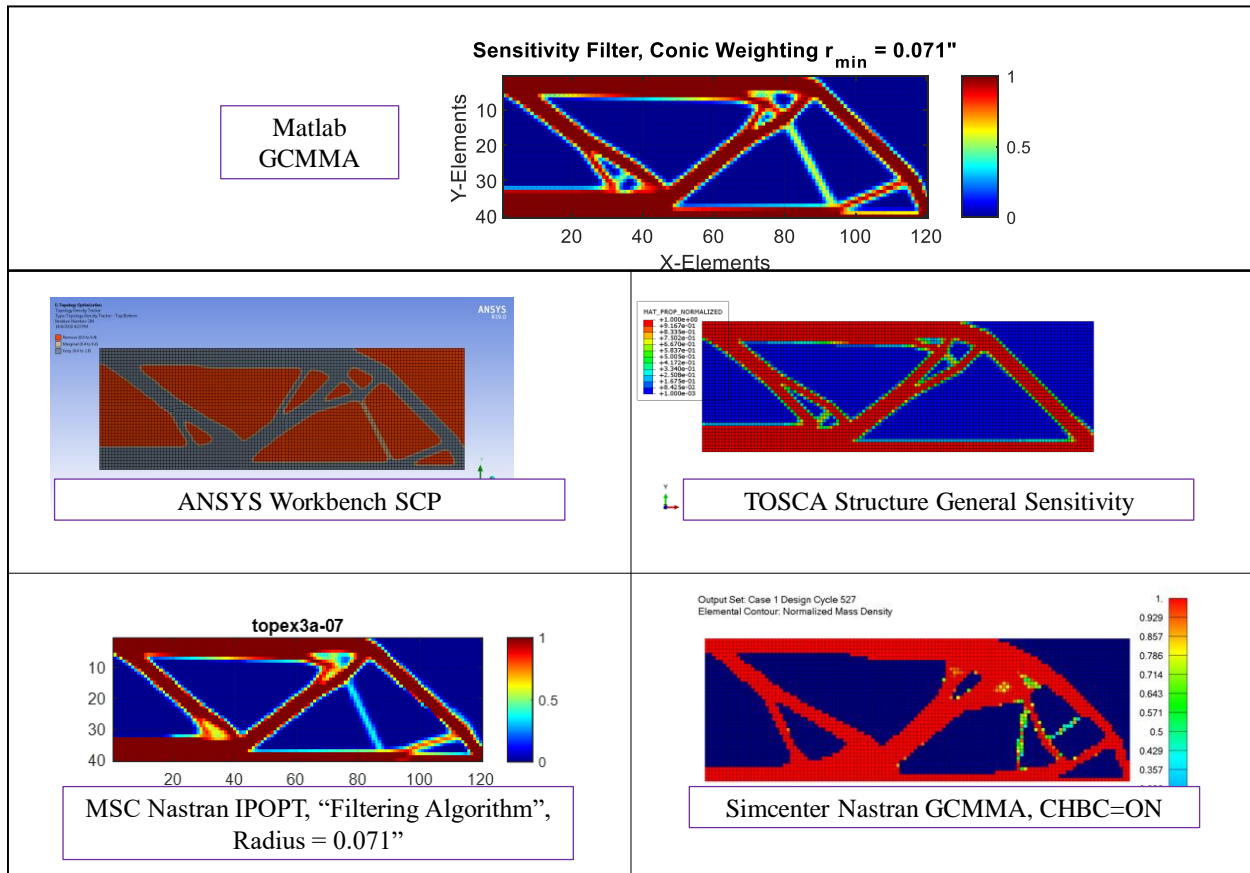 Sensitivity Filter, Conic Weighting r_min = 0.071"
Matlab
GCMMA
Y-Elements
10
20
30
40
20
40
60
80
100
120
X-Elements
1
0.5
0
ANSYS
R19.0
ANSYS Workbench SCP
MAT_PROP_NORMALIZED
+1.000e+00
+9.167e-01
+8.335e-01
+7.502e-01
+6.670e-01
+5.837e-01
+5.005e-01
+4.172e-01
+3.340e-01
+2.508e-01
+1.675e-01
+8.425e-02
+1.000e-03
Y
TOSCA Structure General Sensitivity
topex3a-07
10
20
30
40
20
40
60
80
100
120
1
0.5
0
MSC Nastran IPOPT, “Filtering Algorithm”,
Radius = 0.071”
Output Set: Case 1 Design Cycle 527
Elemental Contour: Normalized Mass Density
1.
0.929
0.857
0.786
0.714
0.643
0.571
0.5
0.429
0.357
Simcenter Nastran GCMMA, CHBC=ON